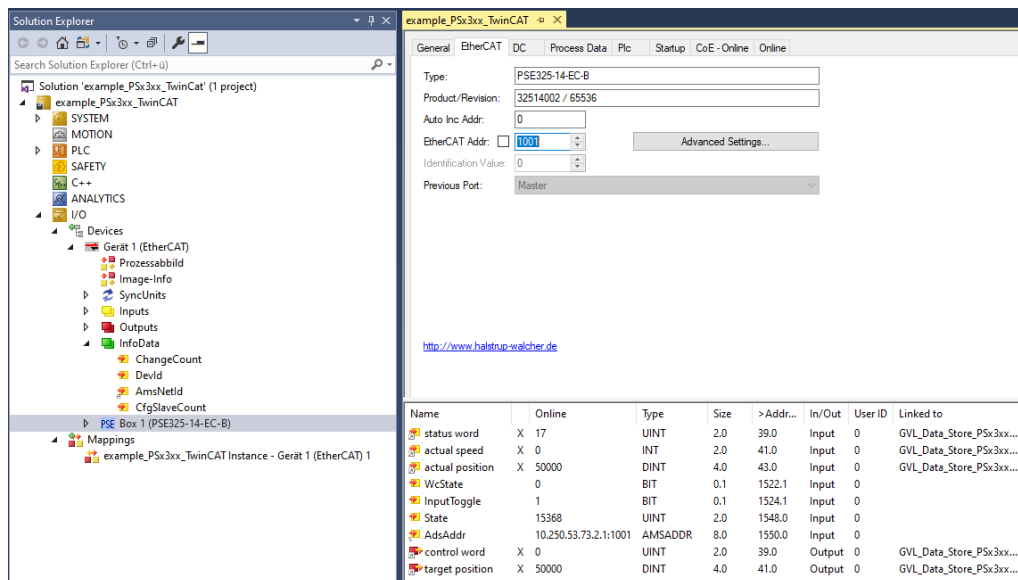 Solution Explorer
Search Solution Explorer (Ctrl+ü)
Solution 'example_PSx3xx_TwinCat' (1 project)
example_PSx3xx_TwinCAT
SYSTEM
MOTION
PLC
SAFETY
C++
ANALYTICS
I/O
Devices
Gerät 1 (EtherCAT)
Prozessabbild
Image-Info
SyncUnits
Inputs
Outputs
InfoData
ChangeCount
DevId
AmsNetId
CfgSlaveCount
PSE Box 1 (PSE325-14-EC-B)
Mappings
example_PSx3xx_TwinCAT Instance - Gerät 1 (EtherCAT) 1
example_PSx3xx_TwinCAT
General EtherCAT DC Process Data Plc Startup CoE - Online Online
Type: PSE325-14-EC-B
Product/Revision: 32514002 / 65536
Auto Inc Addr: 0
EtherCAT Addr: 1001 Advanced Settings...
Identification Value: 0
Previous Port: Master
http://www.halstrup-walcher.de
Name Online Type Size >Addr... In/Out User ID Linked to
status word X 17 UINT 2.0 39.0 Input 0 GVL_Data_Store_PSx3xx...
actual speed X 0 INT 2.0 41.0 Input 0 GVL_Data_Store_PSx3xx...
actual position X 50000 DINT 4.0 43.0 Input 0 GVL_Data_Store_PSx3xx...
WcState 0 BIT 0.1 1522.1 Input 0
InputToggle 1 BIT 0.1 1524.1 Input 0
State 15368 UINT 2.0 1548.0 Input 0
AdsAddr 10.250.53.73.2.1:1001 AMSADDR 8.0 1550.0 Input 0
control word X 0 UINT 2.0 39.0 Output 0 GVL_Data_Store_PSx3xx...
target position X 50000 DINT 4.0 41.0 Output 0 GVL_Data_Store_PSx3xx...